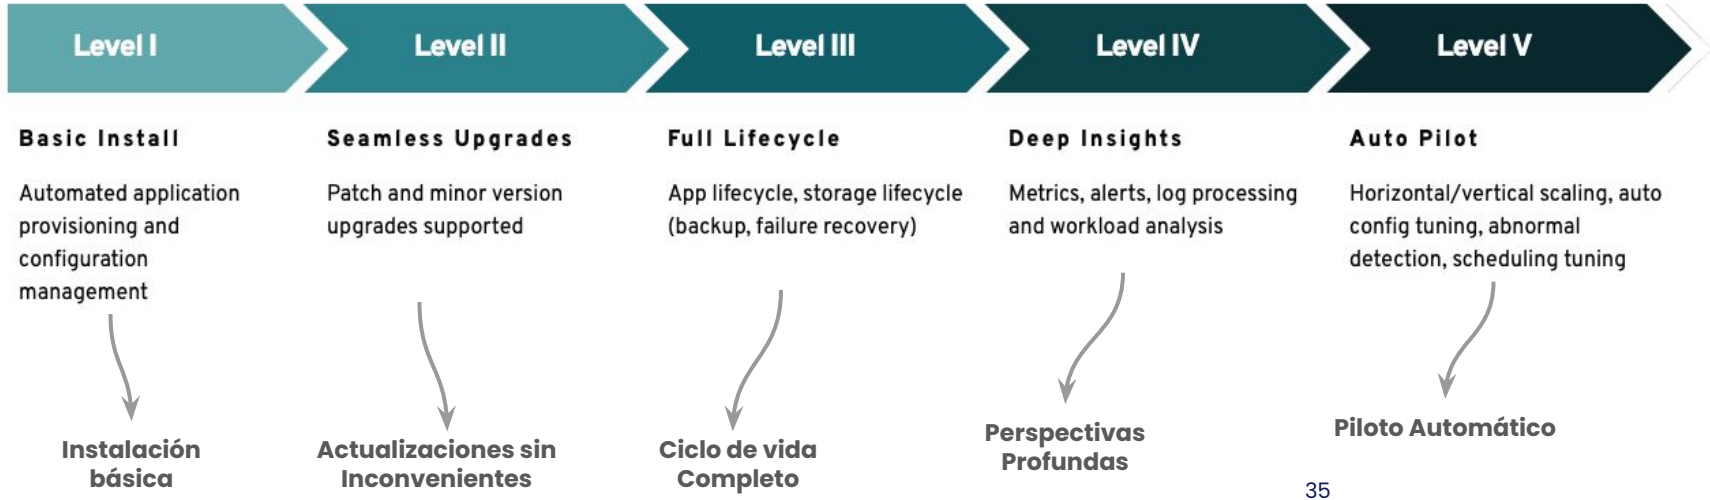 Level I
Level II
Level III
Level IV
Level V
Basic Install
Automated application
provisioning and
configuration
management
Seamless Upgrades
Patch and minor version
upgrades supported
Full Lifecycle
App lifecycle, storage lifecycle
(backup, failure recovery)
Deep Insights
Metrics, alerts, log processing
and workload analysis
Auto Pilot
Horizontal/vertical scaling, auto
config tuning, abnormal
detection, scheduling tuning
Instalación
básica
Actualizaciones sin
Inconvenientes
Ciclo de vida
Completo
Perspectivas
Profundas
Piloto Automático
35